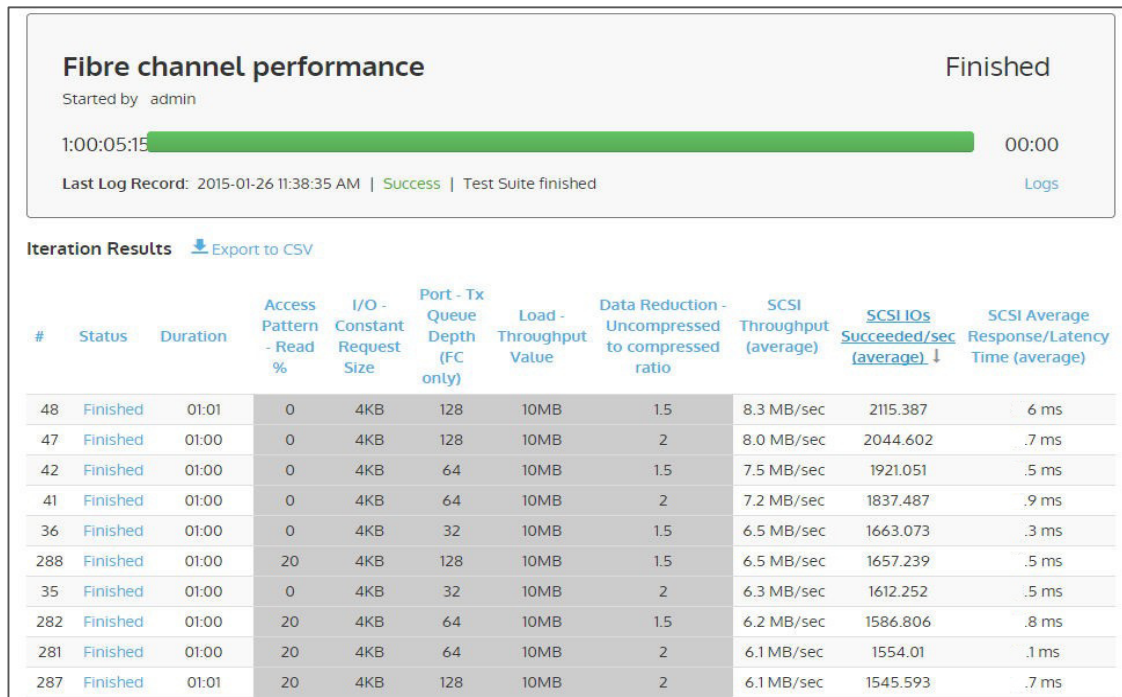 Fibre channel performance Finished
Started by admin
1:00:05:15 00:00
Last Log Record: 2015-01-26 11:38:35 AM | Success | Test Suite finished Logs
Iteration Results Export to CSV
# Status Duration Access Pattern - Read % I/O - Constant Request Size Port - Tx Queue Depth (FC only) Load - Throughput Value Data Reduction - Uncompressed to compressed ratio SCSI Throughput (average) SCSI IOs Succeeded/sec (average) ↓ SCSI Average Response/Latency Time (average)
48 Finished 01:01 0 4KB 128 10MB 1.5 8.3 MB/sec 2115.387 6 ms
47 Finished 01:00 0 4KB 128 10MB 2 8.0 MB/sec 2044.602 .7 ms
42 Finished 01:00 0 4KB 64 10MB 1.5 7.5 MB/sec 1921.051 .5 ms
41 Finished 01:00 0 4KB 64 10MB 2 7.2 MB/sec 1837.487 .9 ms
36 Finished 01:00 0 4KB 32 10MB 1.5 6.5 MB/sec 1663.073 .3 ms
288 Finished 01:00 20 4KB 128 10MB 1.5 6.5 MB/sec 1657.239 .5 ms
35 Finished 01:00 0 4KB 32 10MB 2 6.3 MB/sec 1612.252 .5 ms
282 Finished 01:00 20 4KB 64 10MB 1.5 6.2 MB/sec 1586.806 .8 ms
281 Finished 01:00 20 4KB 64 10MB 2 6.1 MB/sec 1554.01 .1 ms
287 Finished 01:01 20 4KB 128 10MB 2 6.1 MB/sec 1545.593 .7 ms